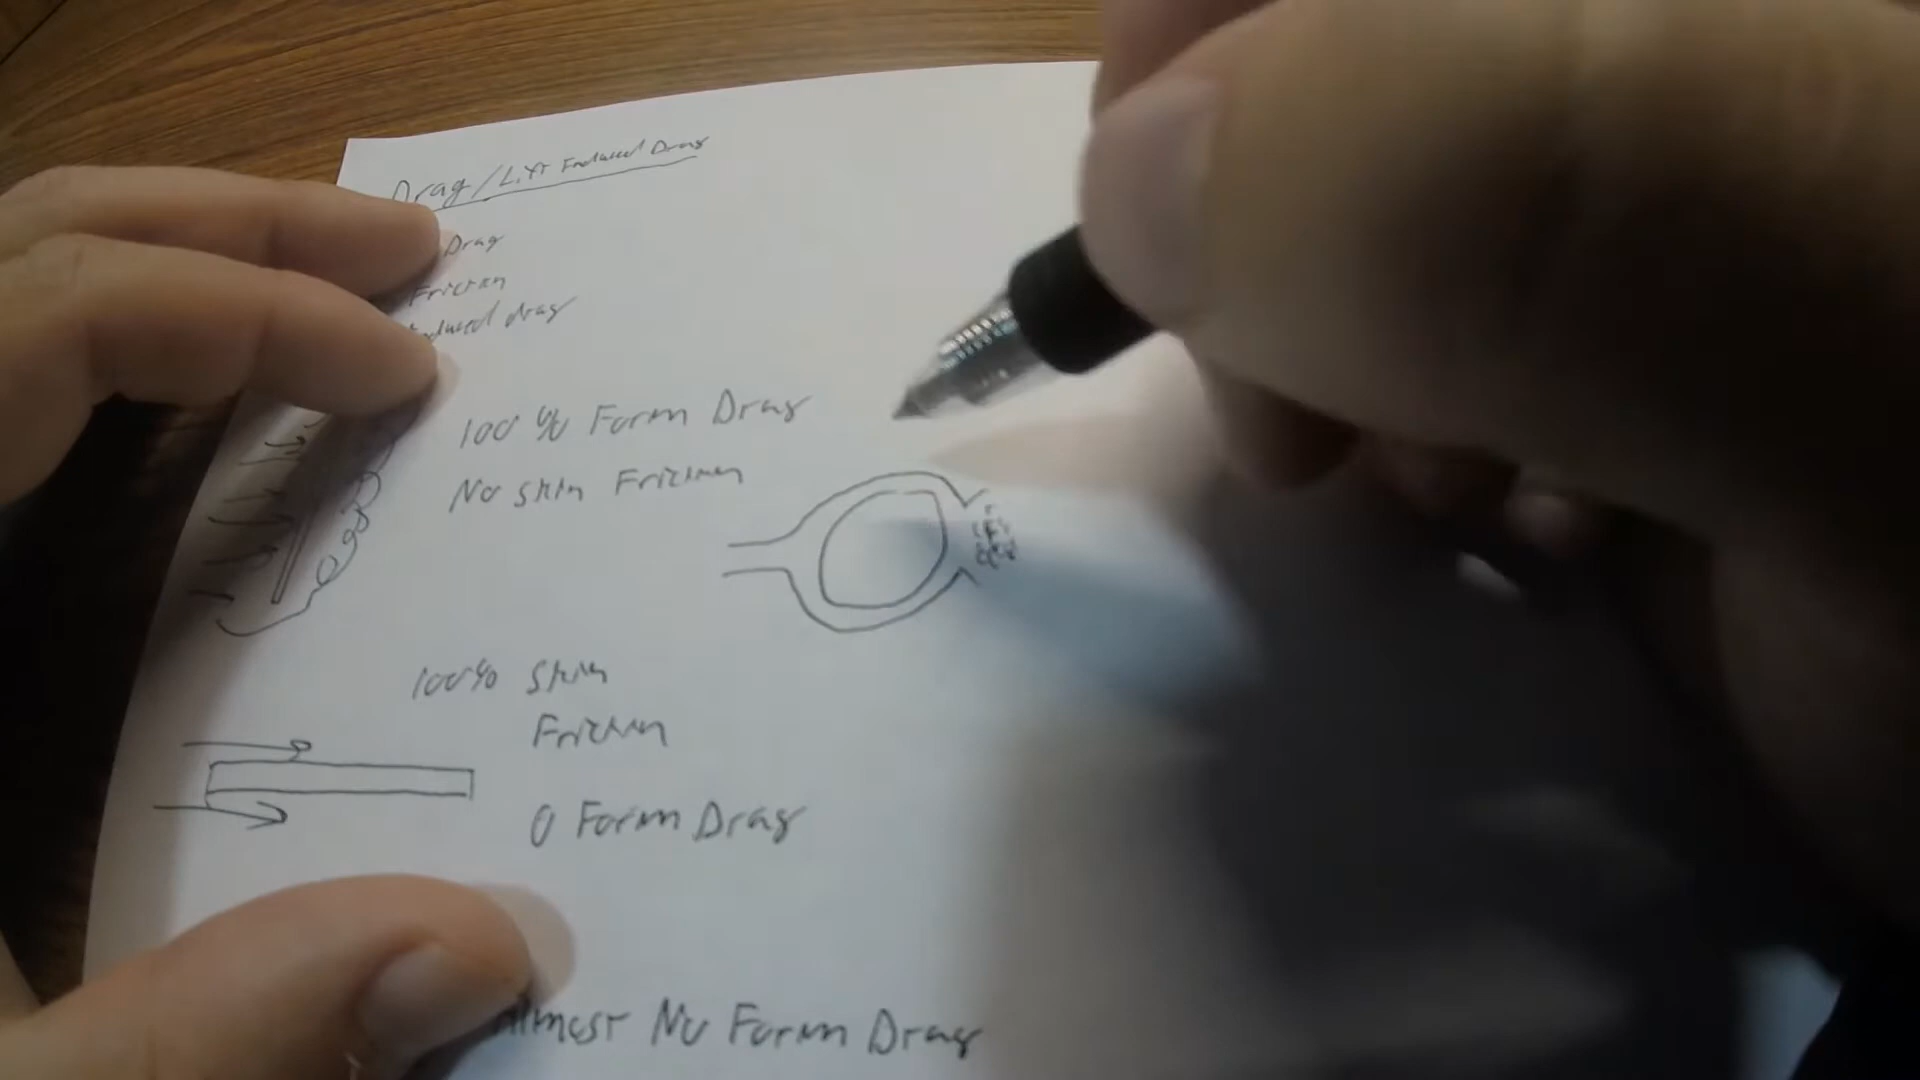 Drag/Lift Induced Drag
Drag
Friction
Induced drag
100% Form Drag
No skin Friction
100% Skin
Friction
0 Form Drag
Almost No Form Drag